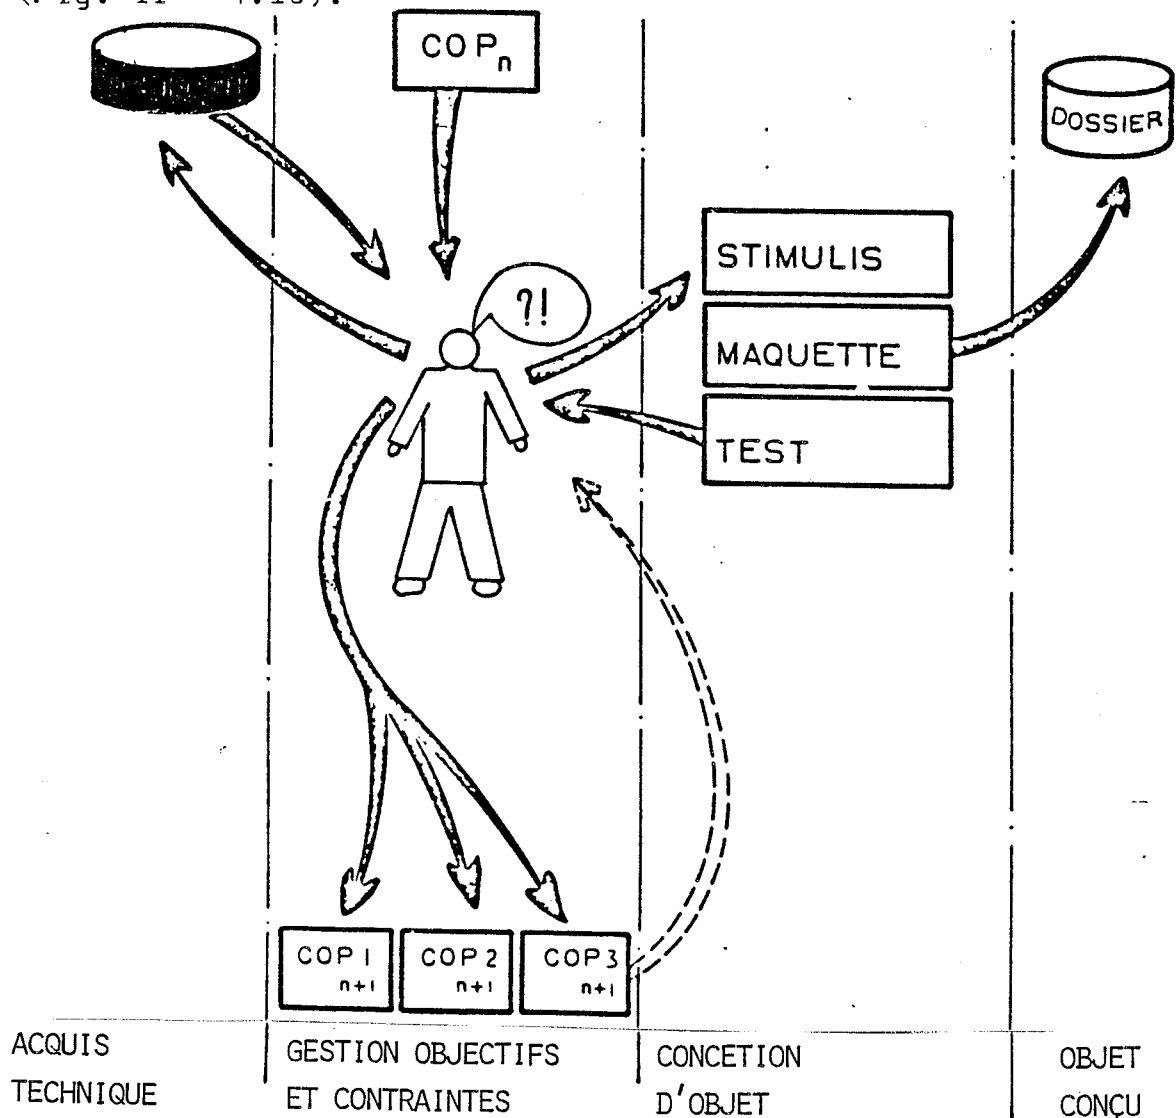 COPn
DOSSIER
STIMULIS
?!
MAQUETTE
TEST
COP1 n+1
COP2 n+1
COP3 n+1
ACQUIS
TECHNIQUE
GESTION OBJECTIFS
ET CONTRAINTES
CONCETION
D'OBJET
OBJET
CONÇU